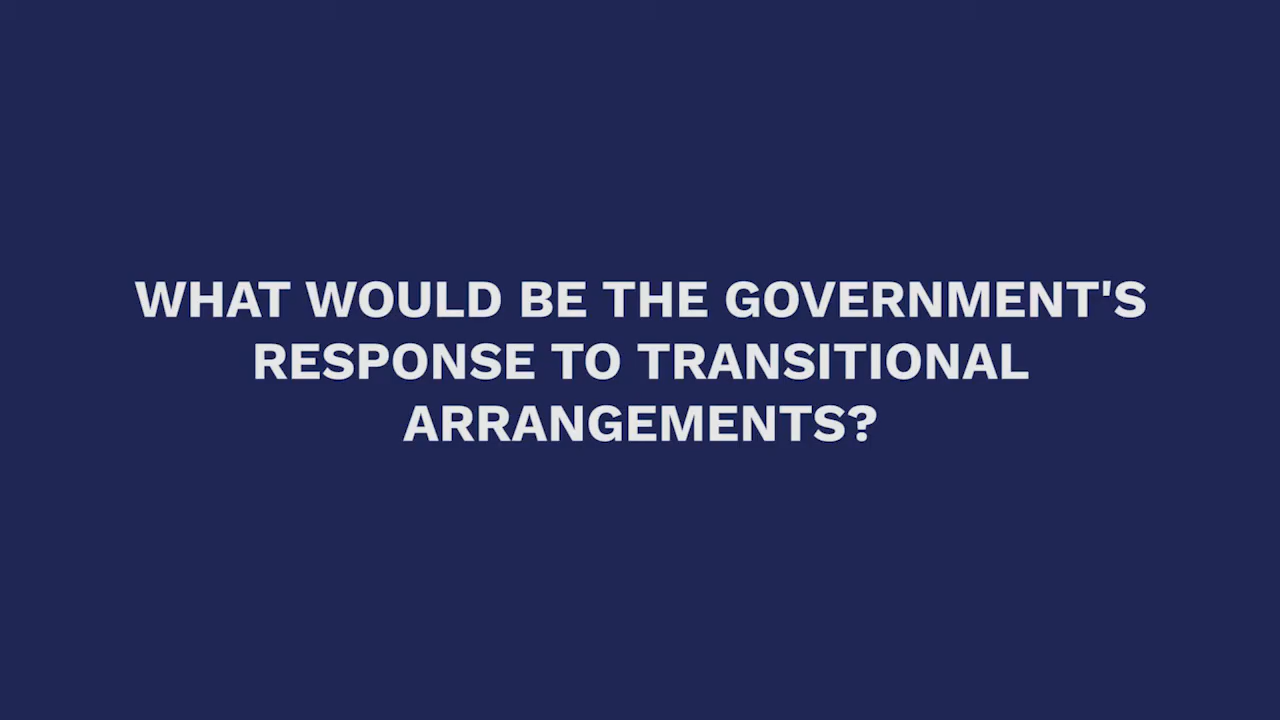 WHAT WOULD BE THE GOVERNMENT'S
RESPONSE TO TRANSITIONAL
ARRANGEMENTS?